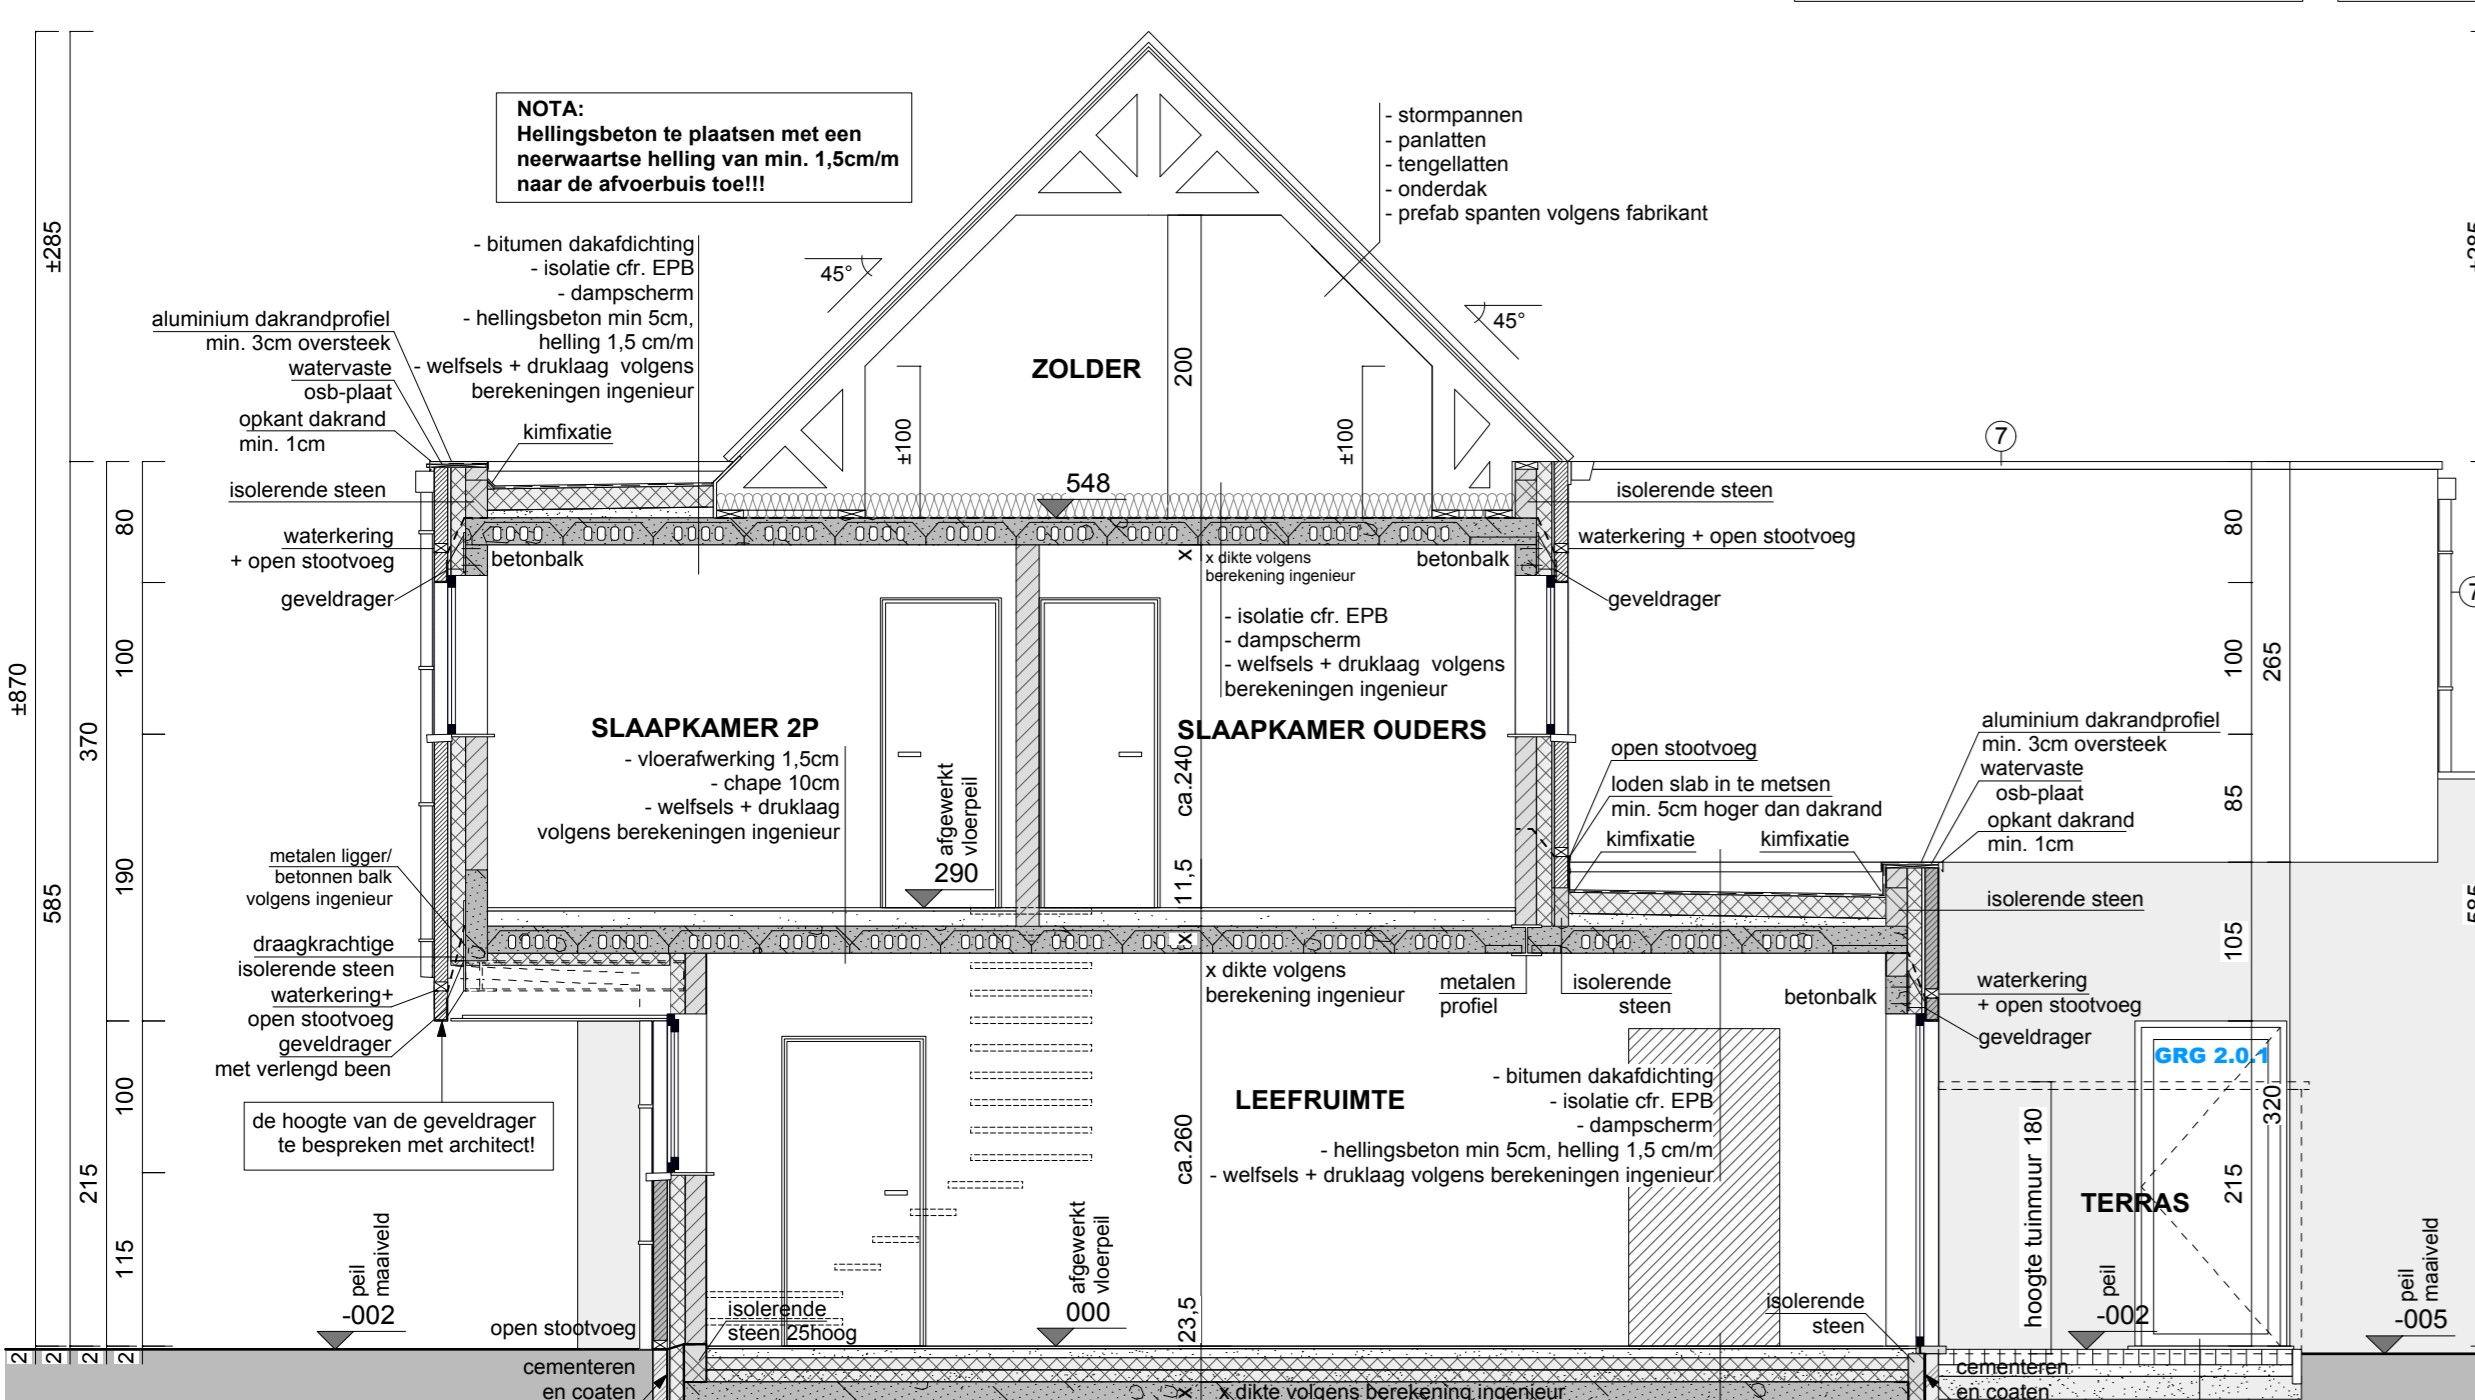 NOTA:
Hellingsbeton te plaatsen met een
neerwaartse helling van min. 1,5cm/m
naar de afvoerbuis toe!!!
- stormpannen
- panlatten
- tengellatten
- onderdak
- prefab spanten volgens fabrikant
- bitumen dakafdichting
- isolatie cfr. EPB
- dampscherm
- hellingsbeton min 5cm,
helling 1,5 cm/m
- welfsels + druklaag volgens
berekeningen ingenieur
45°
45°
aluminium dakrandprofiel
min. 3cm oversteek
watervaste
osb-plaat
opkant dakrand
min. 1cm
kimfixatie
isolerende steen
waterkering
+ open stootvoeg
betonbalk
geveldrager
ZOLDER
200
±100
±100
548
7
isolerende steen
waterkering + open stootvoeg
betonbalk
geveldrager
x
x dikte volgens
berekening ingenieur
- isolatie cfr. EPB
- dampscherm
- welfsels + druklaag volgens
berekeningen ingenieur
SLAAPKAMER 2P
- vloerafwerking 1,5cm
- chape 10cm
- welfsels + druklaag
volgens berekeningen ingenieur
SLAAPKAMER OUDERS
ca.240
afgewerkt
vloerpeil
290
11,5
x
open stootvoeg
loden slab in te metsen
min. 5cm hoger dan dakrand
kimfixatie
kimfixatie
aluminium dakrandprofiel
min. 3cm oversteek
watervaste
osb-plaat
opkant dakrand
min. 1cm
isolerende steen
metalen ligger/
betonnen balk
volgens ingenieur
draagkrachtige
isolerende steen
waterkering+
open stootvoeg
geveldrager
met verlengd been
de hoogte van de geveldrager
te bespreken met architect!
x dikte volgens
berekening ingenieur
metalen
profiel
isolerende
steen
betonbalk
waterkering
+ open stootvoeg
geveldrager
LEEFRUIMTE
- bitumen dakafdichting
- isolatie cfr. EPB
- dampscherm
- hellingsbeton min 5cm, helling 1,5 cm/m
- welfsels + druklaag volgens berekeningen ingenieur
ca.260
GRG 2.0.1
TERRAS
hoogte tuinmuur 180
320
215
peil
maaiveld
-002
open stootvoeg
cementeren
en coaten
isolerende
steen 25hoog
afgewerkt
vloerpeil
000
23,5
x
x dikte volgens berekening ingenieur
isolerende
steen
cementeren
en coaten
peil
-002
peil
maaiveld
-005
±870
±285
585
370
215
80
100
190
100
115
2
2
2
2
80
100
265
85
105
±285
585
7